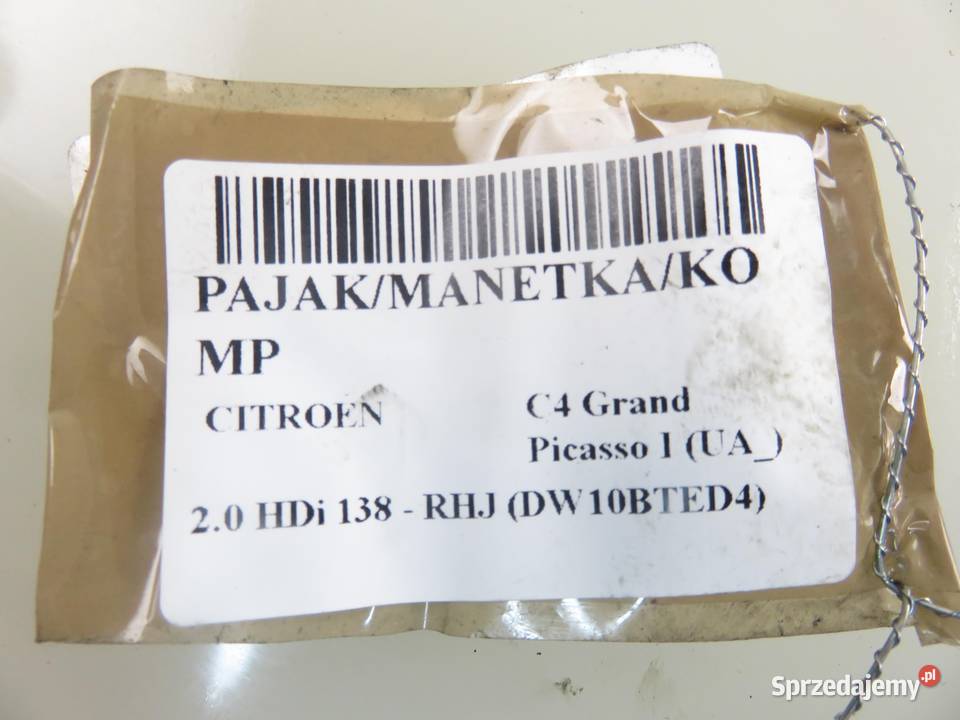 PAJAK/MANETKA/KO
MP
CITROEN
C4 Grand
Picasso I (UA_)
2.0 HDi 138 - RHJ (DW10BTED4)
Sprzedajemy.pl